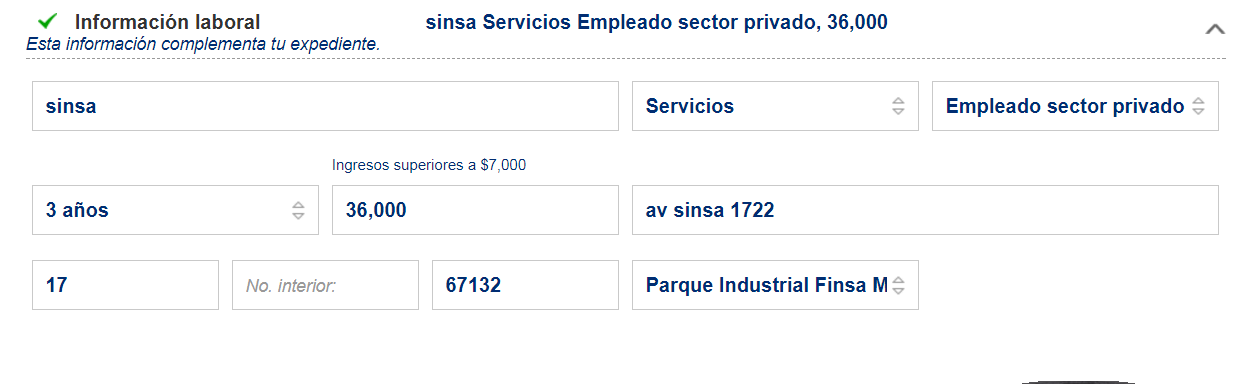 Información laboral
sinsa Servicios Empleado sector privado, 36,000
Esta información complementa tu expediente.
sinsa
Servicios
Empleado sector privado
Ingresos superiores a $7,000
3 años
36,000
av sinsa 1722
17
No. interior:
67132
Parque Industrial Finsa M